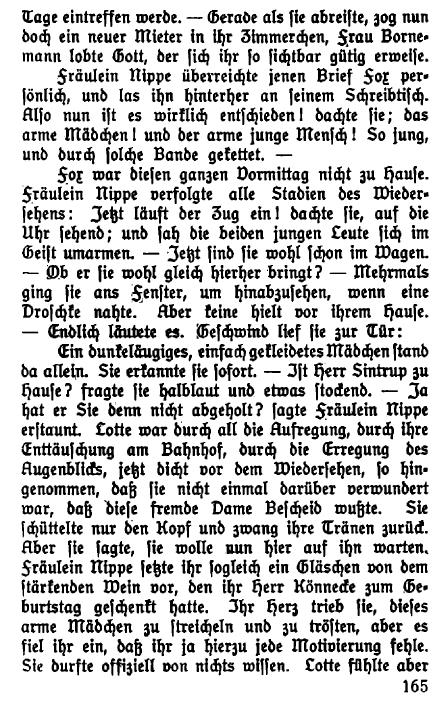 Tage eintreffen werde. — Gerade als sie abreiste, zog nun
doch ein neuer Mieter in ihr Zimmerchen, Frau Borne-
mann lobte Gott, der sich ihr so sichtbar gütig erweise.
Fräulein Nippe überreichte jenen Brief Fox per-
sönlich, und las ihn hinterher an seinem Schreibtisch.
Also nun ist es wirklich entschieden! dachte sie; das
arme Mädchen! und der arme junge Mensch! So jung,
und durch solche Bande gekettet. —
Fox war diesen ganzen Vormittag nicht zu Hause.
Fräulein Nippe verfolgte alle Stadien des Wieder-
sehens: Jetzt läuft der Zug ein! dachte sie, auf die
Uhr sehend; und sah die beiden jungen Leute sich im
Geist umarmen. — Jetzt sind sie wohl schon im Wagen.
— Ob er sie wohl gleich hierher bringt? — Mehrmals
ging sie ans Fenster, um hinabzusehen, wenn eine
Droschke nahte. Aber keine hielt vor ihrem Hause.
— Endlich läutete es. Geschwind lief sie zur Tür:
Ein dunkeläugiges, einfach gekleidetes Mädchen stand
da allein. Sie erkannte sie sofort. — Ist Herr Sintrup zu
Hause? fragte sie halblaut und etwas stockend. — Ja
hat er Sie denn nicht abgeholt? sagte Fräulein Nippe
erstaunt. Lotte war durch all die Aufregung, durch ihre
Enttäuschung am Bahnhof, durch die Erregung des
Augenblicks, jetzt dicht vor dem Wiedersehen, so hin-
genommen, daß sie nicht einmal darüber verwundert
war, daß diese fremde Dame Bescheid wußte. Sie
schüttelte nur den Kopf und zwang ihre Tränen zurück.
Aber sie sagte, sie wolle nun hier auf ihn warten.
Fräulein Nippe setzte ihr sogleich ein Gläschen von dem
stärkenden Wein vor, den ihr Herr Könnecke zum Ge-
burtstag geschenkt hatte. Ihr Herz trieb sie, dieses
arme Mädchen zu streicheln und zu trösten, aber es
fiel ihr ein, daß ihr ja hierzu jede Motivierung fehle.
Sie durfte offiziell von nichts wissen. Lotte fühlte aber
165